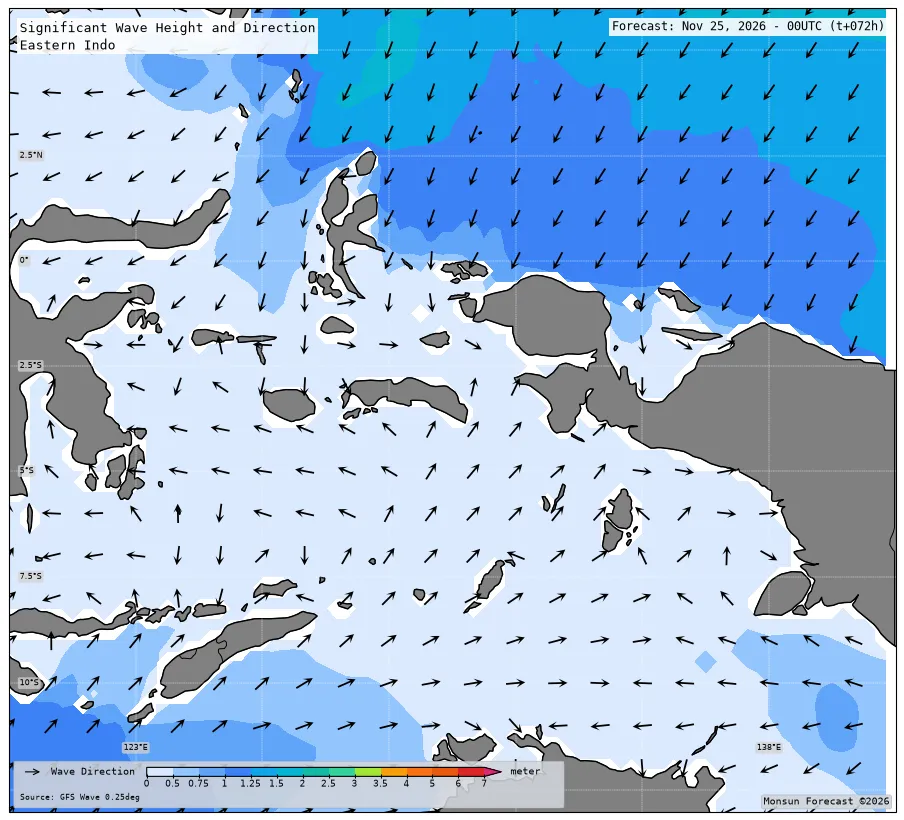 Significant Wave Height and Direction
Eastern Indo
Forecast: Nov 25, 2026 - 00UTC (t+072h)
2.5°N
0°
2.5°S
5°S
7.5°S
10°S
123°E
138°E
Wave Direction
meter
0 0.5 0.75 1 1.25 1.5 2 2.5 3 3.5 4 5 6 7
Source: GFS Wave 0.25deg
Monsun Forecast ©2026